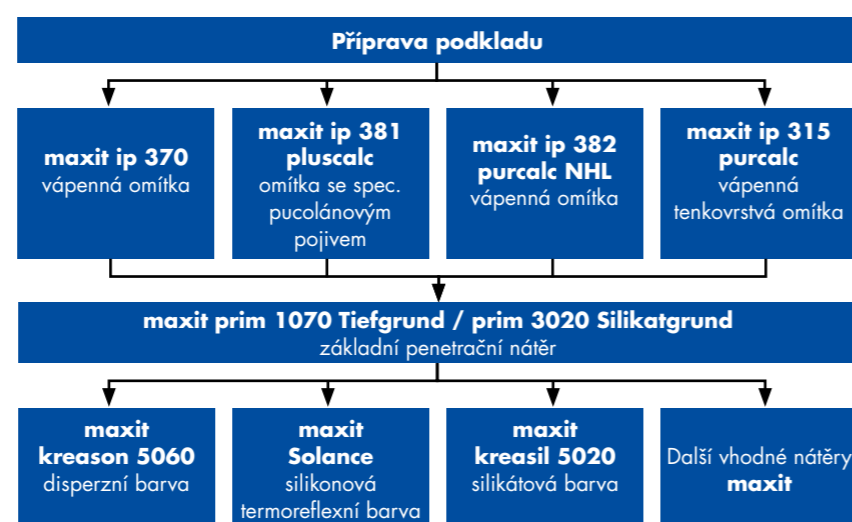 Příprava podkladu
maxit ip 370
vápenná omítka
maxit ip 381
pluscalc
omítka se spec.
pucolánovým
pojivem
maxit ip 382
purcalc NHL
vápenná omítka
maxit ip 315
purcalc
vápenná
tenkovrstvá omítka
maxit prim 1070 Tiefgrund / prim 3020 Silikatgrund
základní penetrační nátěr
maxit
kreason 5060
disperzní barva
maxit
Solance
silikonová
termoreflexní barva
maxit
kreasil 5020
silikátová barva
Další vhodné nátěry
maxit